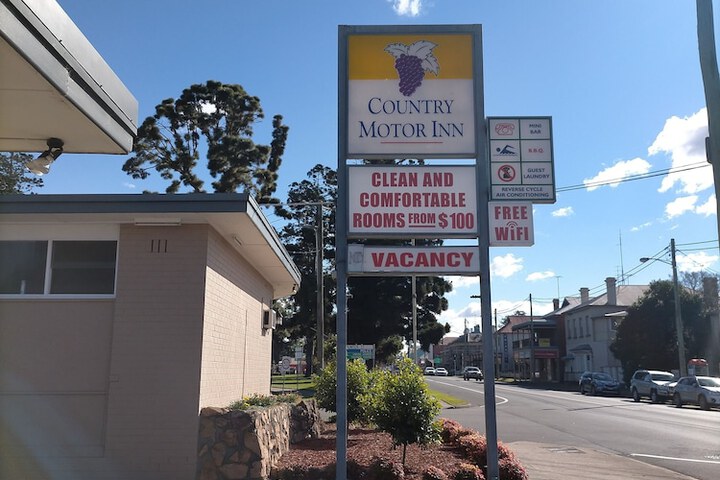 COUNTRY
MOTOR INN
CLEAN AND
COMFORTABLE
ROOMS FROM $100
VACANCY
MINI
BAR
B.B.Q.
GUEST
LAUNDRY
REVERSE CYCLE
AIR CONDITIONING
FREE
WiFi
111